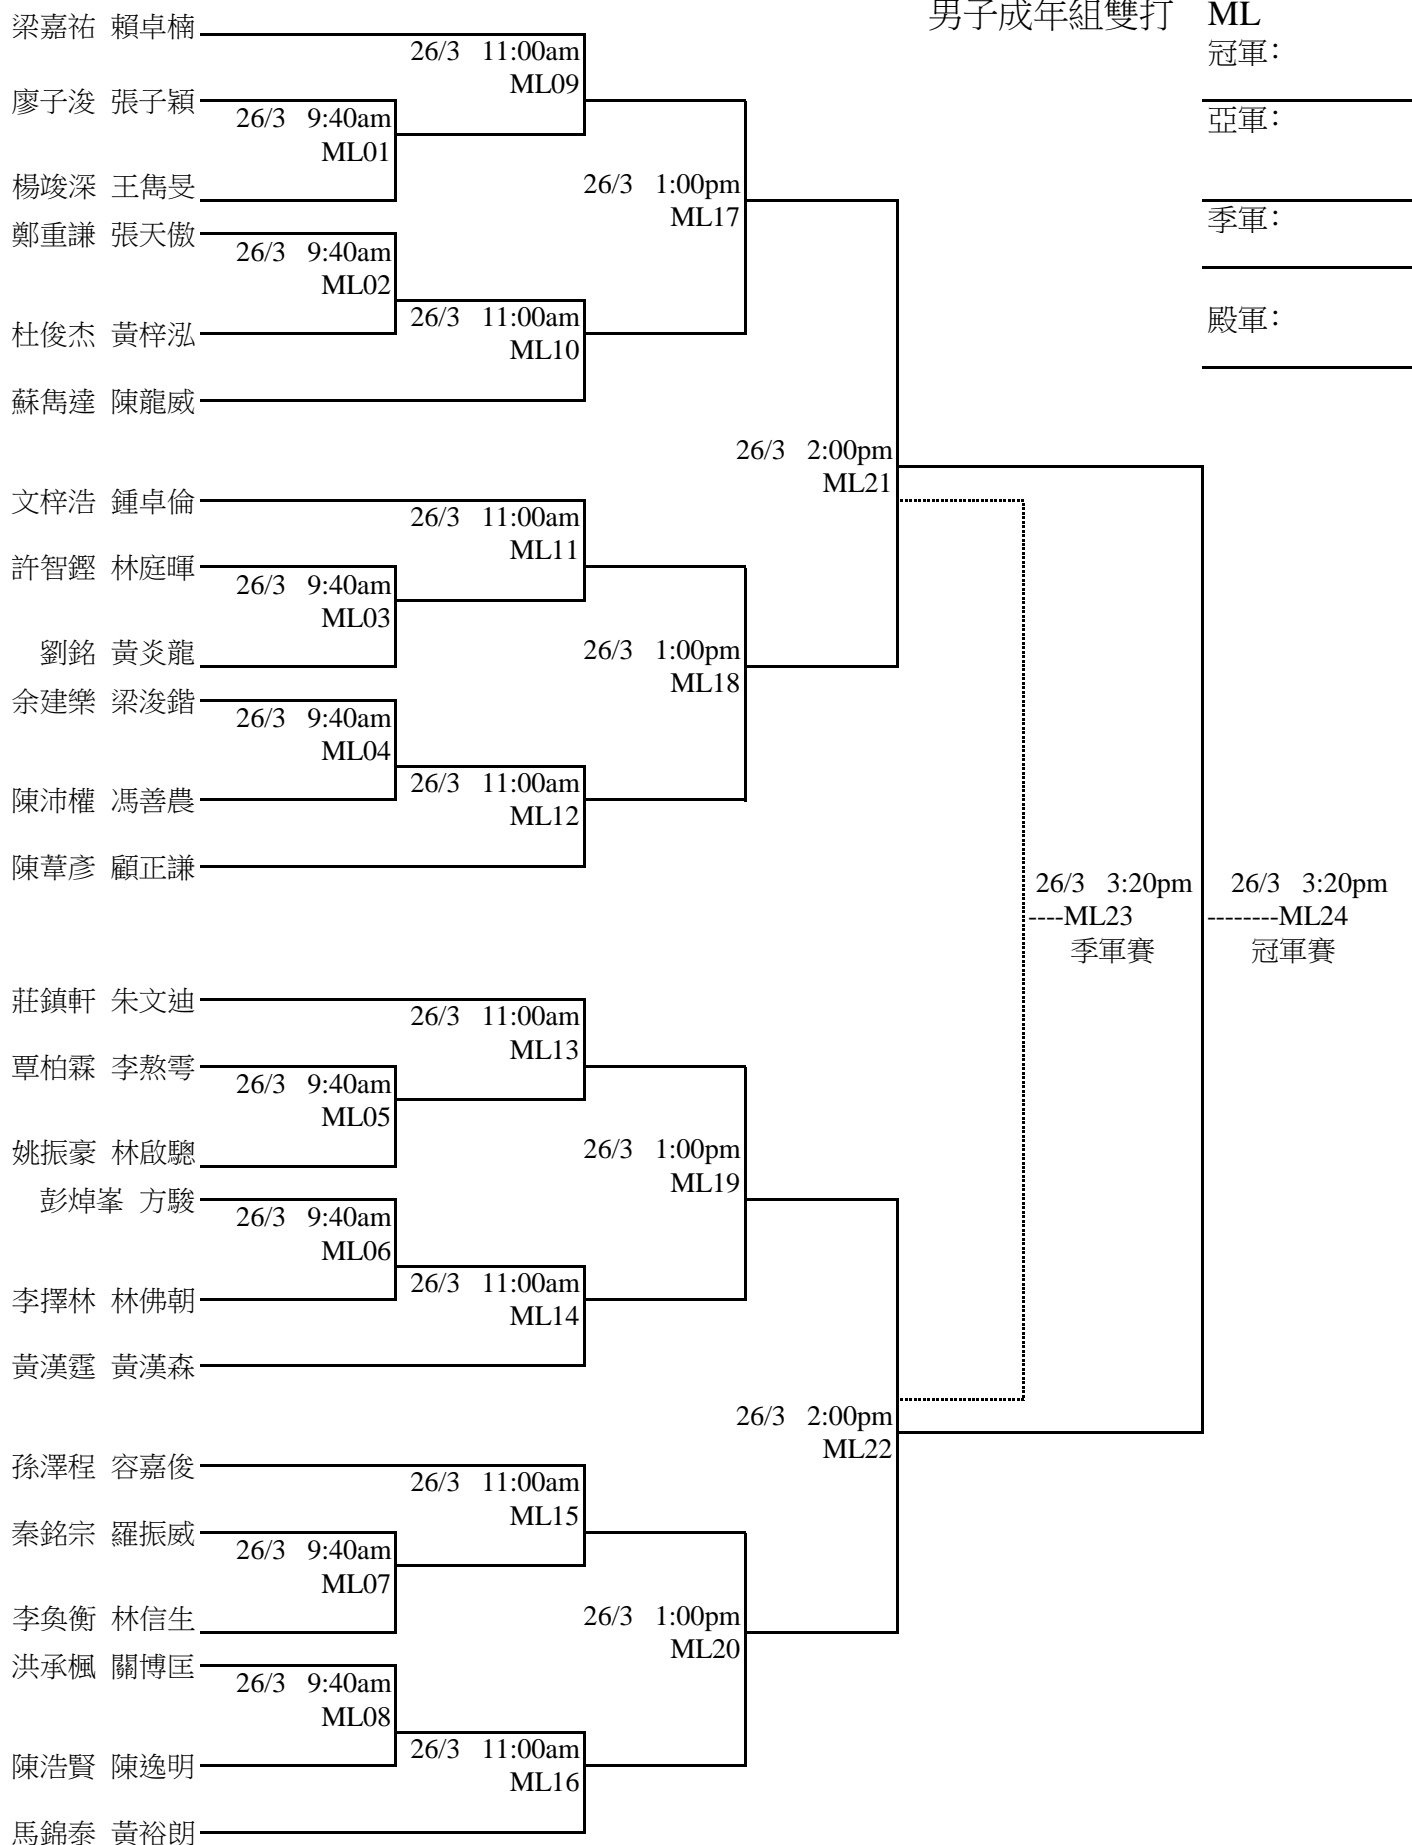 男子成年組雙打 ML
冠軍：
亞軍：
季軍：
殿軍：
梁嘉祐 賴卓楠
26/3 11:00am
ML09
廖子浚 張子穎
26/3 9:40am
ML01
楊竣深 王雋旻
26/3 1:00pm
ML17
鄭重謙 張天傲
26/3 9:40am
ML02
杜俊杰 黃梓泓
26/3 11:00am
ML10
蘇雋達 陳龍威
26/3 2:00pm
ML21
文梓浩 鍾卓倫
26/3 11:00am
ML11
許智鏗 林庭暉
26/3 9:40am
ML03
劉銘 黃炎龍
26/3 1:00pm
ML18
余建樂 梁浚鍇
26/3 9:40am
ML04
陳沛權 馮善農
26/3 11:00am
ML12
陳葦彥 顧正謙
26/3 3:20pm
----ML23
季軍賽
26/3 3:20pm
--------ML24
冠軍賽
莊鎮軒 朱文迪
26/3 11:00am
ML13
覃柏霖 李熬雩
26/3 9:40am
ML05
姚振豪 林啟驄
26/3 1:00pm
ML19
彭焯峯 方駿
26/3 9:40am
ML06
李擇林 林佛朝
26/3 11:00am
ML14
黃漢霆 黃漢森
26/3 2:00pm
ML22
孫澤程 容嘉俊
26/3 11:00am
ML15
秦銘宗 羅振威
26/3 9:40am
ML07
李奐衡 林信生
26/3 1:00pm
ML20
洪承楓 關博匡
26/3 9:40am
ML08
陳浩賢 陳逸明
26/3 11:00am
ML16
馬錦泰 黃裕朗